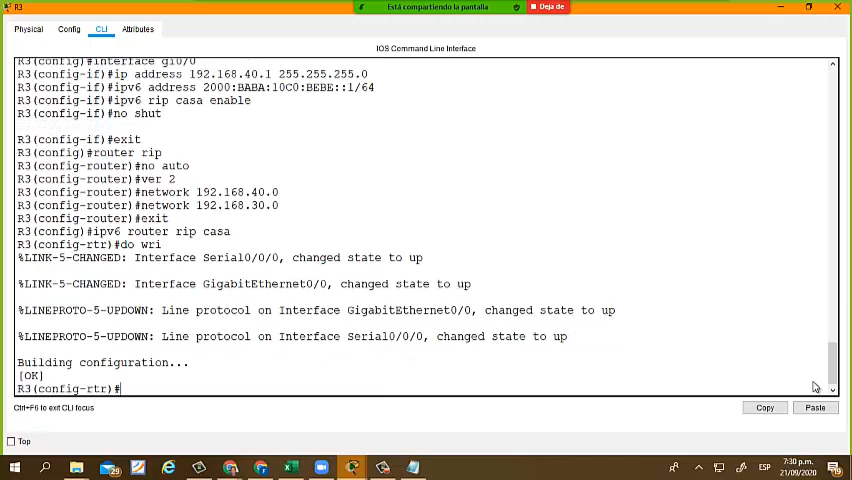 R3
Está compartiendo la pantalla
Deja de
Physical
Config
CLI
Attributes
IOS Command Line Interface
R3(config)#interface gi0/0
R3(config-if)#ip address 192.168.40.1 255.255.255.0
R3(config-if)#ipv6 address 2000:BABA:10C0:BEBE::1/64
R3(config-if)#ipv6 rip casa enable
R3(config-if)#no shut
R3(config-if)#exit
R3(config)#router rip
R3(config-router)#no auto
R3(config-router)#ver 2
R3(config-router)#network 192.168.40.0
R3(config-router)#network 192.168.30.0
R3(config-router)#exit
R3(config)#ipv6 router rip casa
R3(config-rtr)#do wri
%LINK-5-CHANGED: Interface Serial0/0/0, changed state to up
%LINK-5-CHANGED: Interface GigabitEthernet0/0, changed state to up
%LINEPROTO-5-UPDOWN: Line protocol on Interface GigabitEthernet0/0, changed state to up
%LINEPROTO-5-UPDOWN: Line protocol on Interface Serial0/0/0, changed state to up
Building configuration...
[OK]
R3(config-rtr)#
Ctrl+F6 to exit CLI focus
Copy
Paste
Top
29
ESP
7:30 p.m.
21/09/2020
19